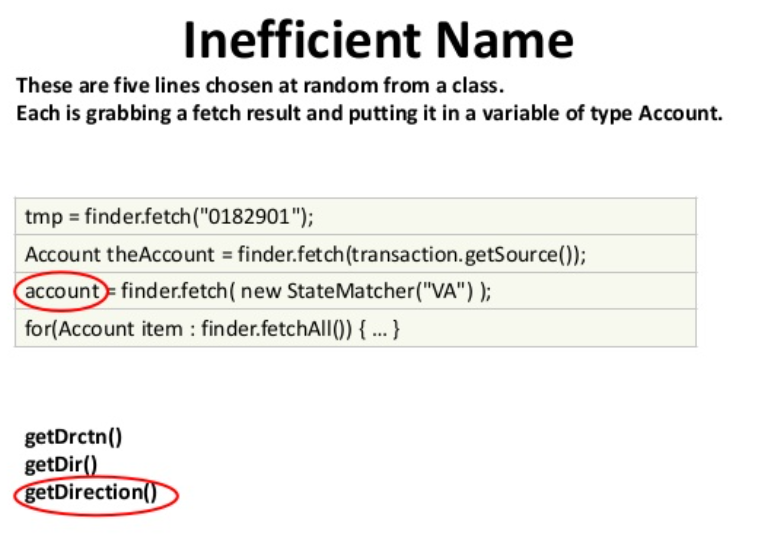 Inefficient Name
These are five lines chosen at random from a class.
Each is grabbing a fetch result and putting it in a variable of type Account.
tmp = finder.fetch("0182901");
Account theAccount = finder.fetch(transaction.getSource());
account = finder.fetch( new StateMatcher("VA") );
for(Account item : finder.fetchAll()) { ... }
getDrctn()
getDir()
getDirection()